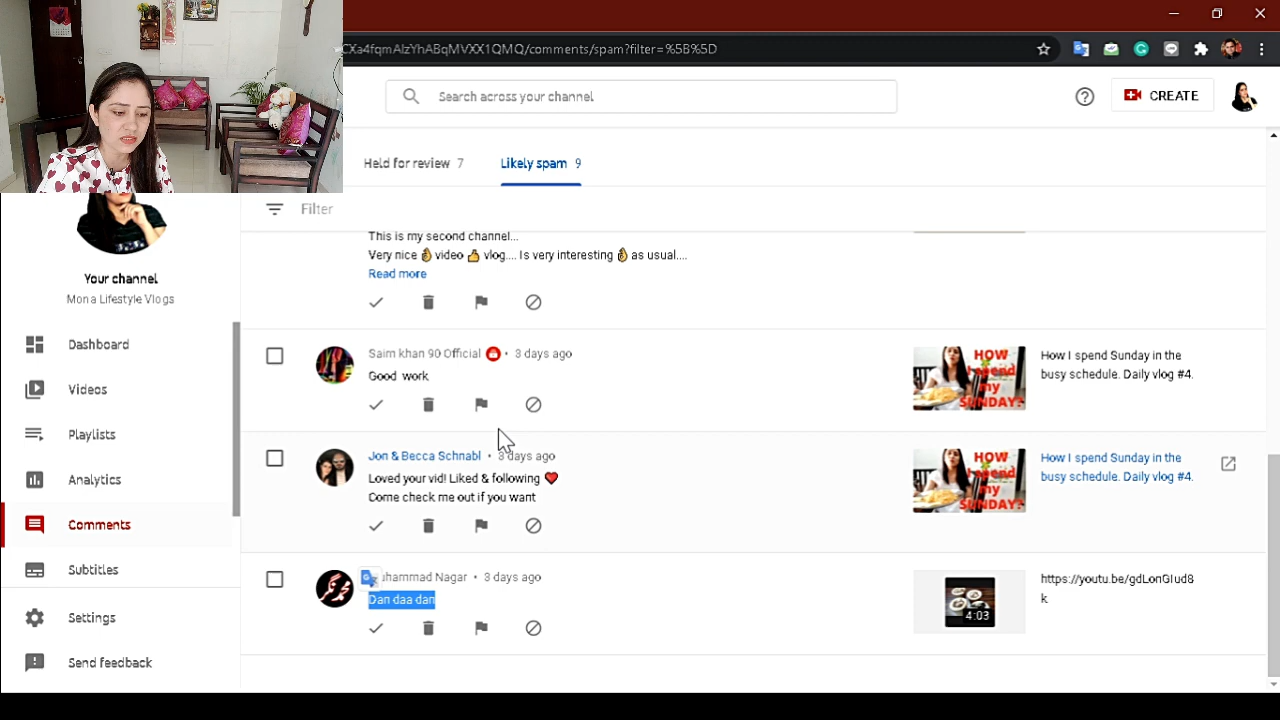 CXa4fqmAIzYhABqMVXX1QMQ/comments/spam?filter=%5B%5D
Search across your channel
CREATE
Held for review 7
Likely spam 9
Filter
Your channel
Mona Lifestyle Vlogs
Dashboard
Videos
Playlists
Analytics
Comments
Subtitles
Settings
Send feedback
This is my second channel...
Very nice 👌 video 👍 vlog.... Is very interesting 👌 as usual....
Read more
Saim khan 90 Official • 3 days ago
Good work
HOW
I spend
my
SUNDAY?
How I spend Sunday in the
busy schedule. Daily vlog #4.
Jon & Becca Schnabl • 3 days ago
Loved your vid! Liked & following ❤️
Come check me out if you want
HOW
I spend
my
SUNDAY?
How I spend Sunday in the
busy schedule. Daily vlog #4.
uhammad Nagar • 3 days ago
Dan daa dan
4:03
https://youtu.be/gdLonGIud8
k